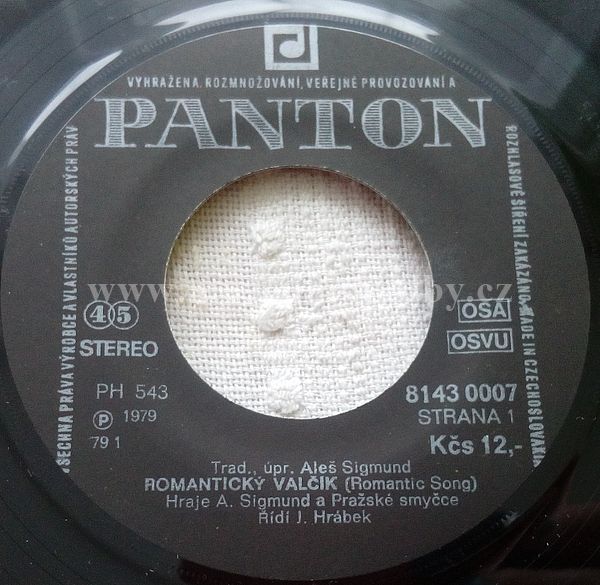 VYHRAŽENA. ROZMNOŽOVÁNÍ, VEŘEJNÉ PROVOZOVÁNÍ A
PANTON
VŠECHNA PRÁVA VÝROBCE A VLASTNÍKŮ AUTORSKÝCH PRÁV
ROZHLASOVÉ ŠÍŘENÍ ZAKÁZÁNO. MADE IN CZECHOSLOVAKIA
45
STEREO
OSA
OSVU
PH 543
℗ 1979
79 1
8143 0007
STRANA 1
Kčs 12,-
Trad., úpr. Aleš Sigmund
ROMANTICKÝ VALČÍK (Romantic Song)
Hraje A. Sigmund a Pražské smyčce
Řídí J. Hrábek